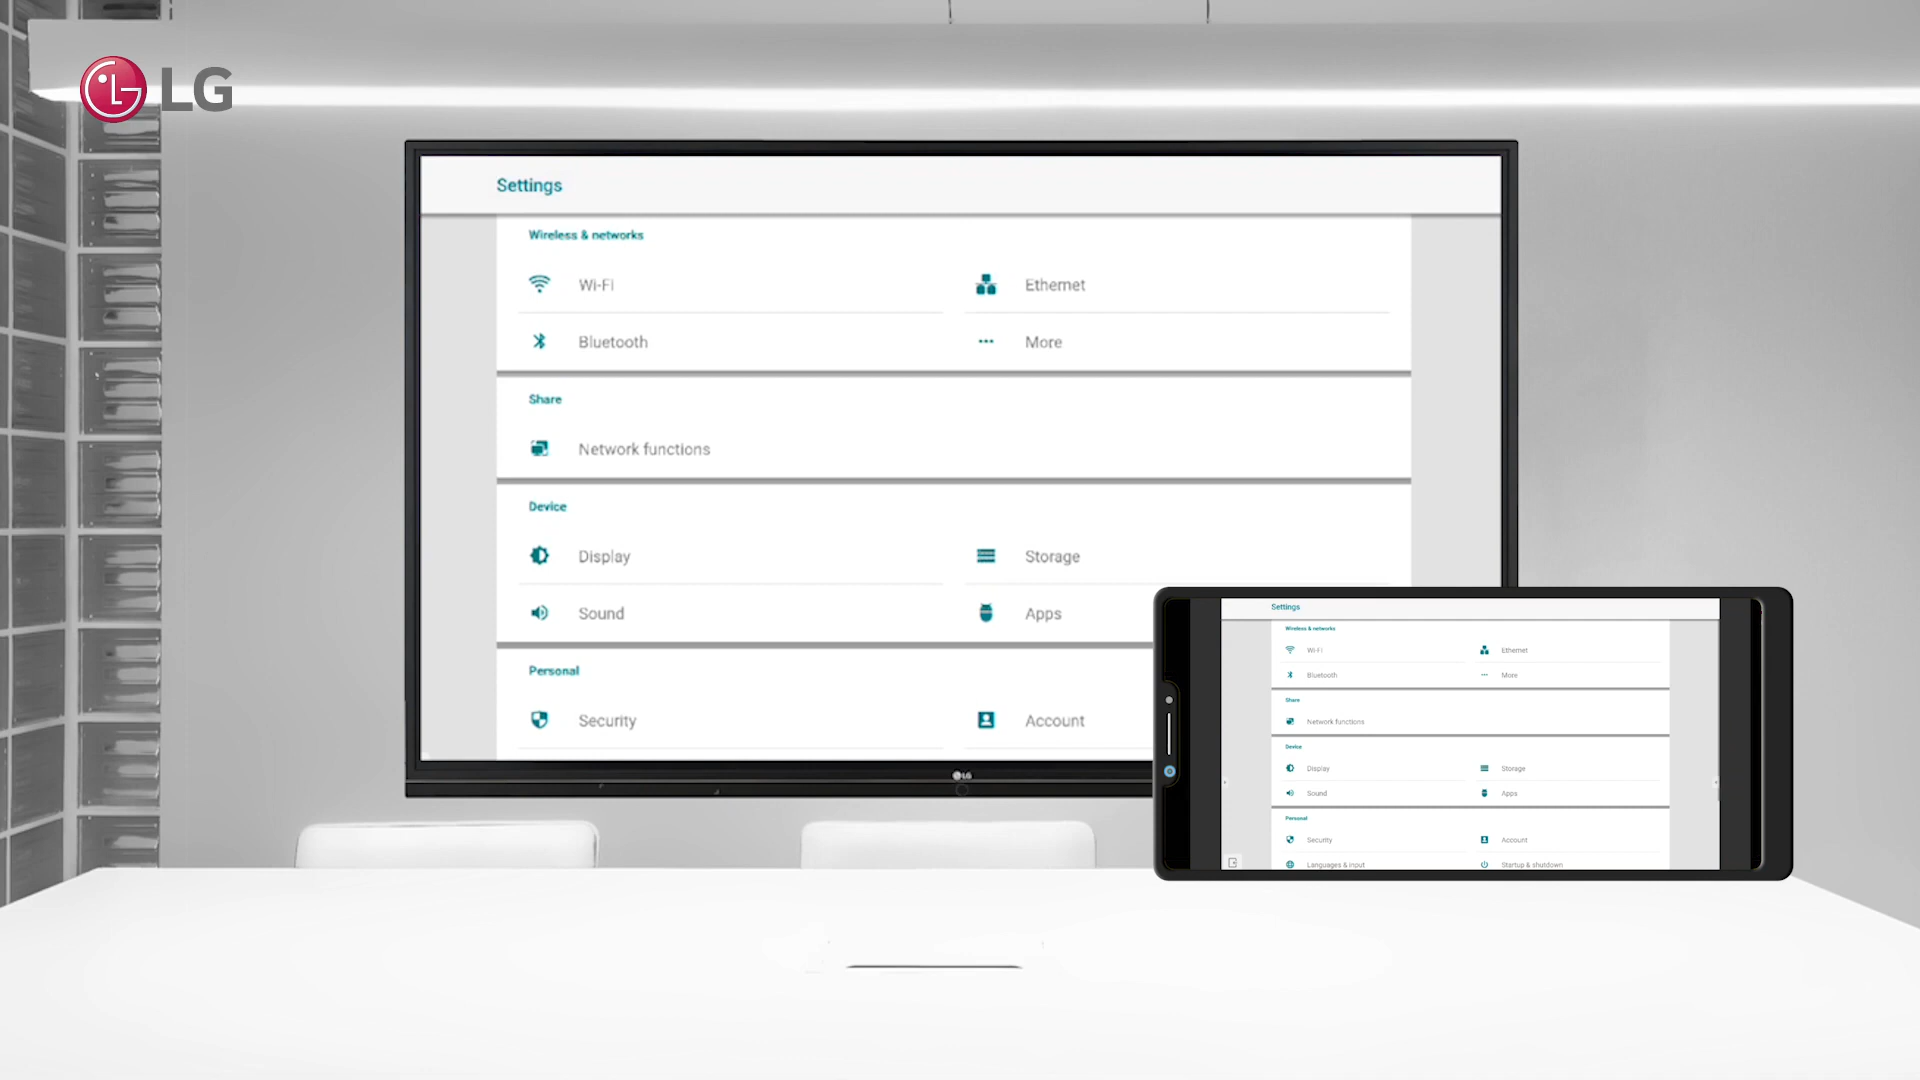 LG
Settings
Wireless & networks
Wi-Fi
Ethernet
Bluetooth
More
Share
Network functions
Device
Display
Storage
Sound
Apps
Personal
Security
Account
LG
Settings
Wireless & networks
Wi-Fi
Ethernet
Bluetooth
More
Share
Network functions
Device
Display
Storage
Sound
Apps
Personal
Security
Account
Languages & input
Startup & shutdown